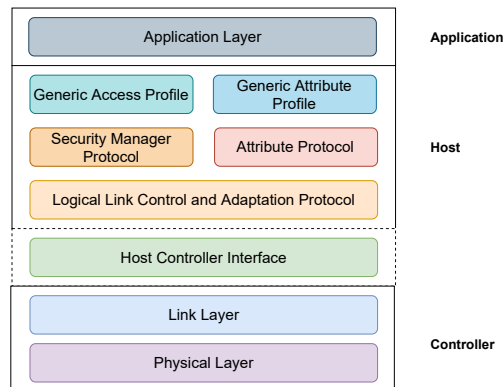 Application Layer
Application
Generic Access Profile
Generic Attribute
Profile
Security Manager
Protocol
Attribute Protocol
Host
Logical Link Control and Adaptation Protocol
Host Controller Interface
Link Layer
Controller
Physical Layer